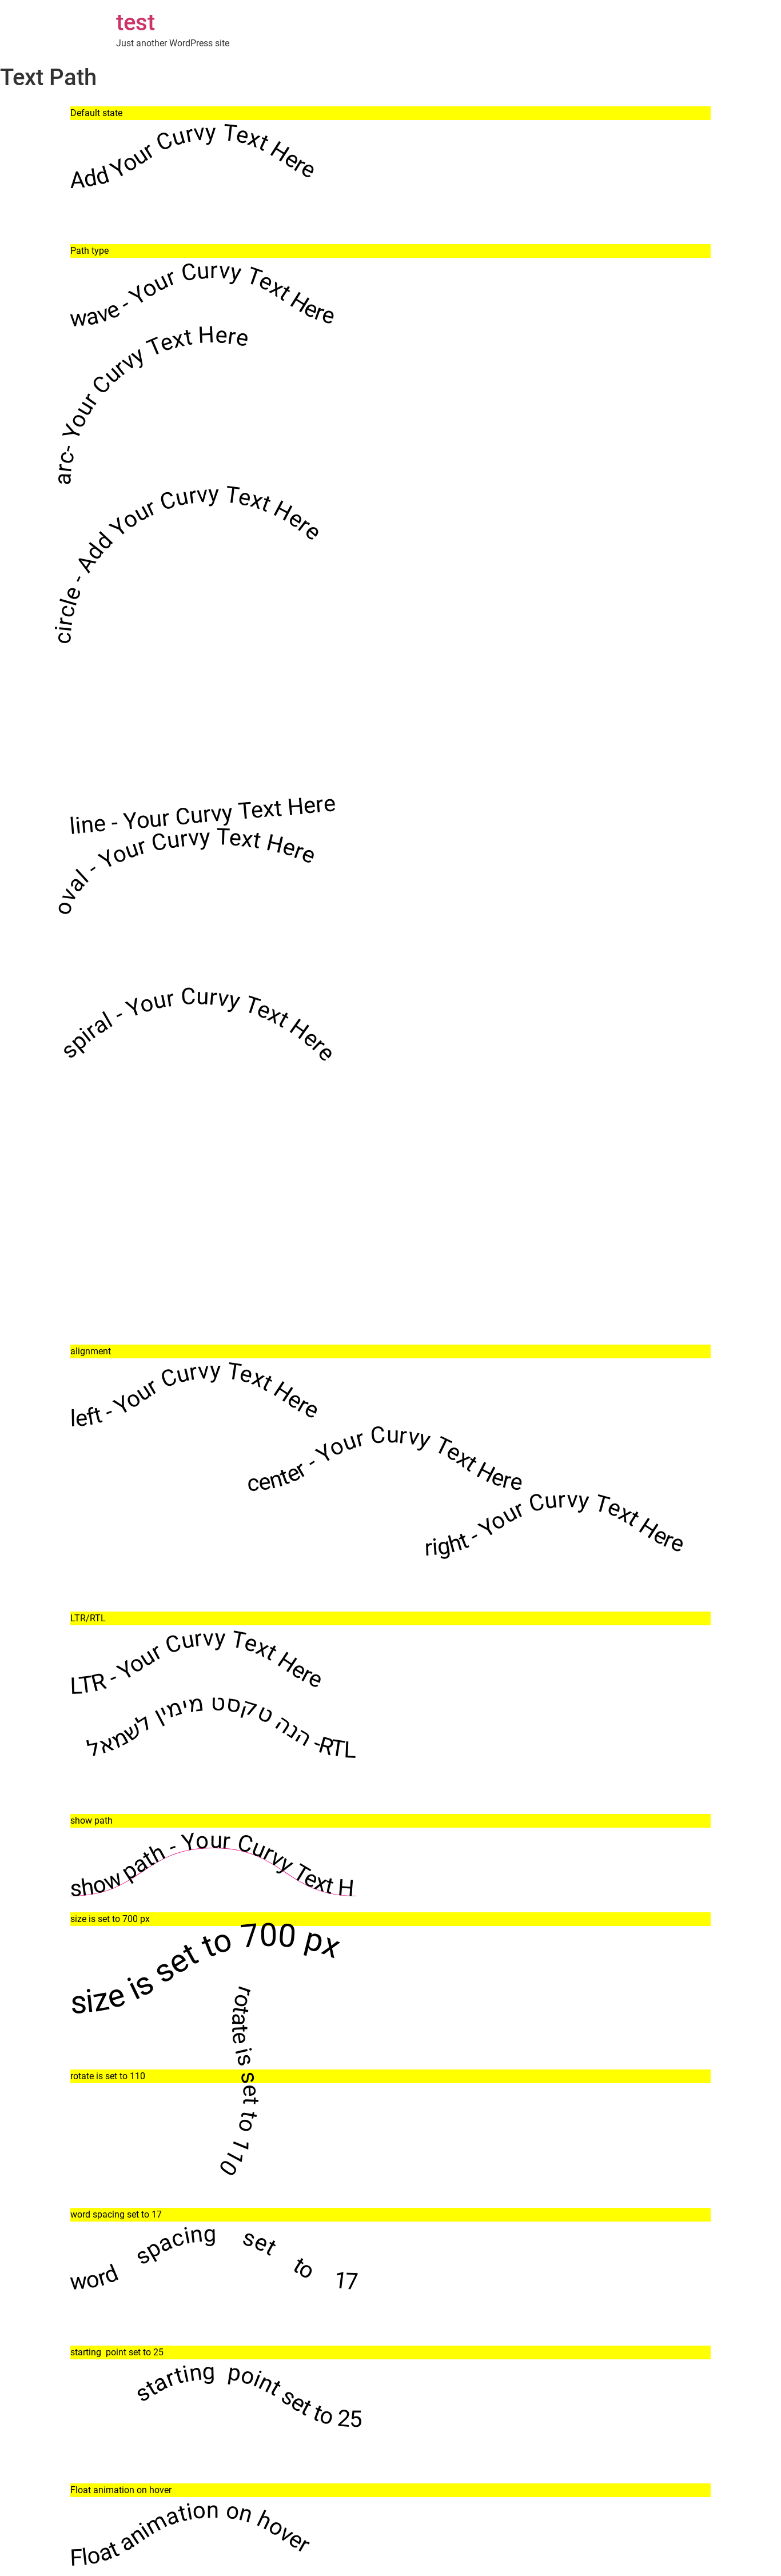 test
Just another WordPress site
Text Path
Default state
Add Your Curvy Text Here
Path type
wave - Your Curvy Text Here
arc- Your Curvy Text Here
circle - Add Your Curvy Text Here
line - Your Curvy Text Here
oval - Your Curvy Text Here
spiral - Your Curvy Text Here
alignment
left - Your Curvy Text Here
center - Your Curvy Text Here
right - Your Curvy Text Here
LTR/RTL
LTR - Your Curvy Text Here
RTL- הנה טקסט מימין לשמאל
show path
show path - Your Curvy Text H
size is set to 700 px
size is set to 700 px
rotate is set to 110
rotate is set to 110
word spacing set to 17
word spacing set to 17
starting  point set to 25
starting  point set to 25
Float animation on hover
Float animation on hover